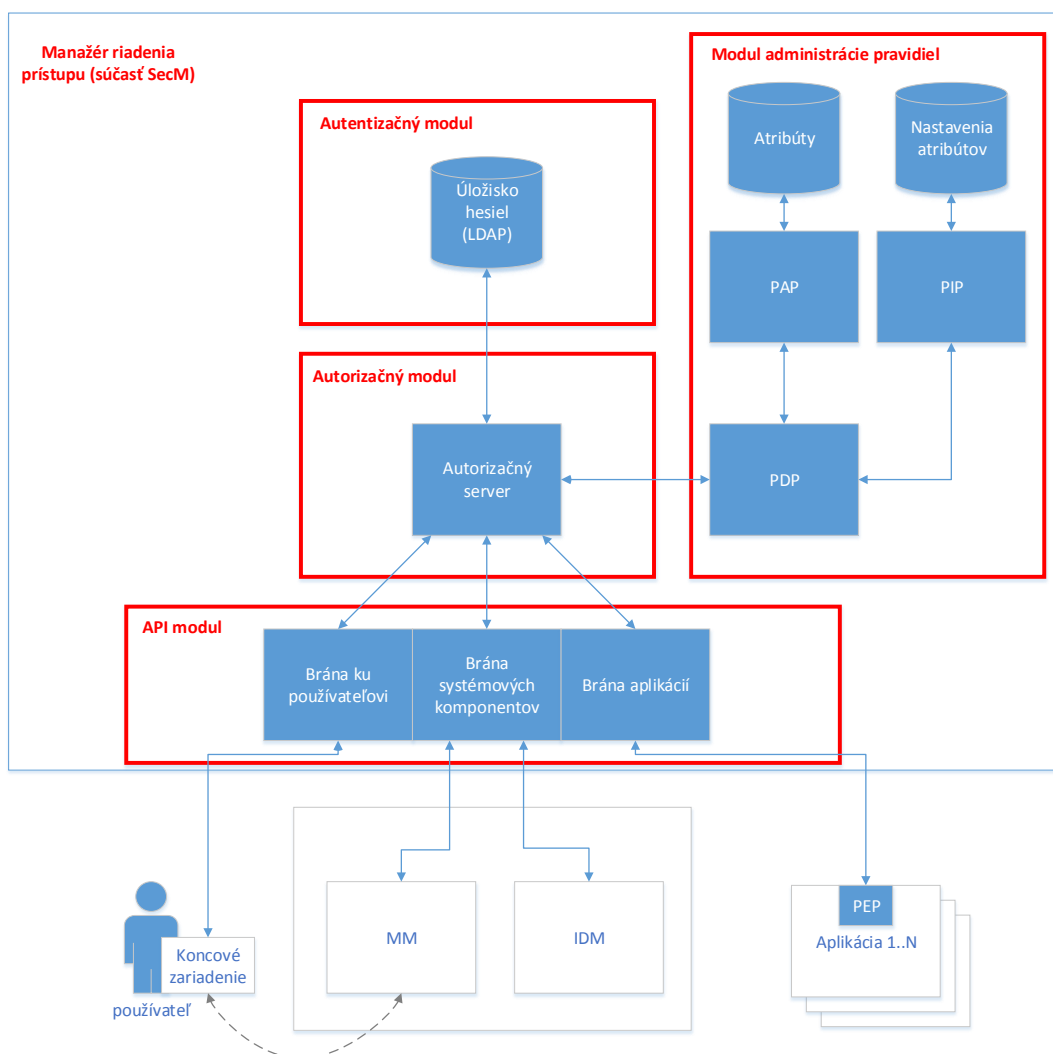 Manažér riadenia
prístupu (súčasť SecM)
Modul administrácie pravidiel
Atribúty
Nastavenia
atribútov
Autentizačný modul
Úložisko
hesiel
(LDAP)
PAP
PIP
Autorizačný modul
Autorizačný
server
PDP
API modul
Brána ku
používateľovi
Brána
systémových
komponentov
Brána aplikácií
MM
IDM
PEP
Aplikácia 1..N
Koncové
zariadenie
používateľ